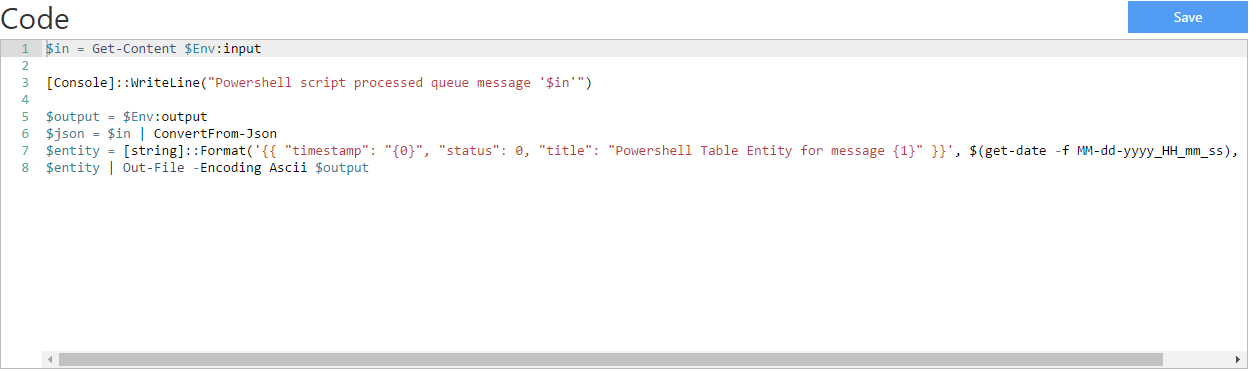 Code
Save
1 $in = Get-Content $Env:input
2
3 [Console]::WriteLine("Powershell script processed queue message '$in'")
4
5 $output = $Env:output
6 $json = $in | ConvertFrom-Json
7 $entity = [string]::Format('{{ "timestamp": "{0}", "status": 0, "title": "Powershell Table Entity for message {1}" }}', $(get-date -f MM-dd-yyyy_HH_mm_ss),
8 $entity | Out-File -Encoding Ascii $output